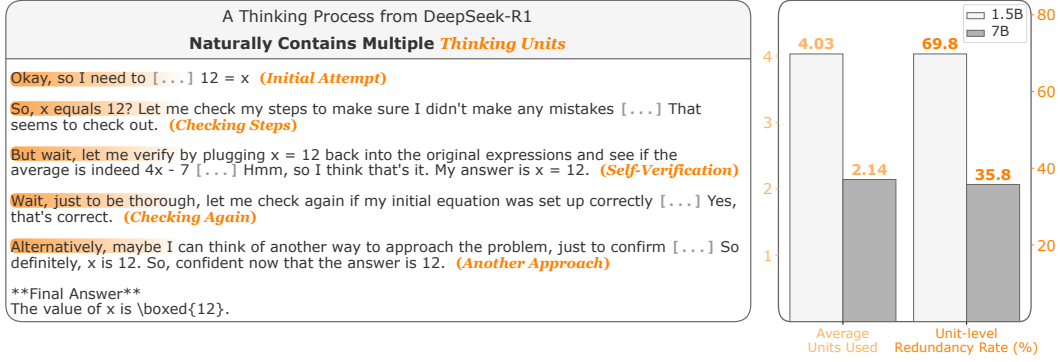 A Thinking Process from DeepSeek-R1
Naturally Contains Multiple Thinking Units
Okay, so I need to [...] 12 = x (Initial Attempt)
So, x equals 12? Let me check my steps to make sure I didn't make any mistakes [...] That
seems to check out. (Checking Steps)
But wait, let me verify by plugging x = 12 back into the original expressions and see if the
average is indeed 4x - 7 [...] Hmm, so I think that's it. My answer is x = 12. (Self-Verification)
Wait, just to be thorough, let me check again if my initial equation was set up correctly [...] Yes,
that's correct. (Checking Again)
Alternatively, maybe I can think of another way to approach the problem, just to confirm [...] So
definitely, x is 12. So, confident now that the answer is 12. (Another Approach)
**Final Answer**
The value of x is \boxed{12}.
1.5B
7B
4.03
69.8
2.14
35.8
4
3
2
1
80
60
40
20
Average
Units Used
Unit-level
Redundancy Rate (%)